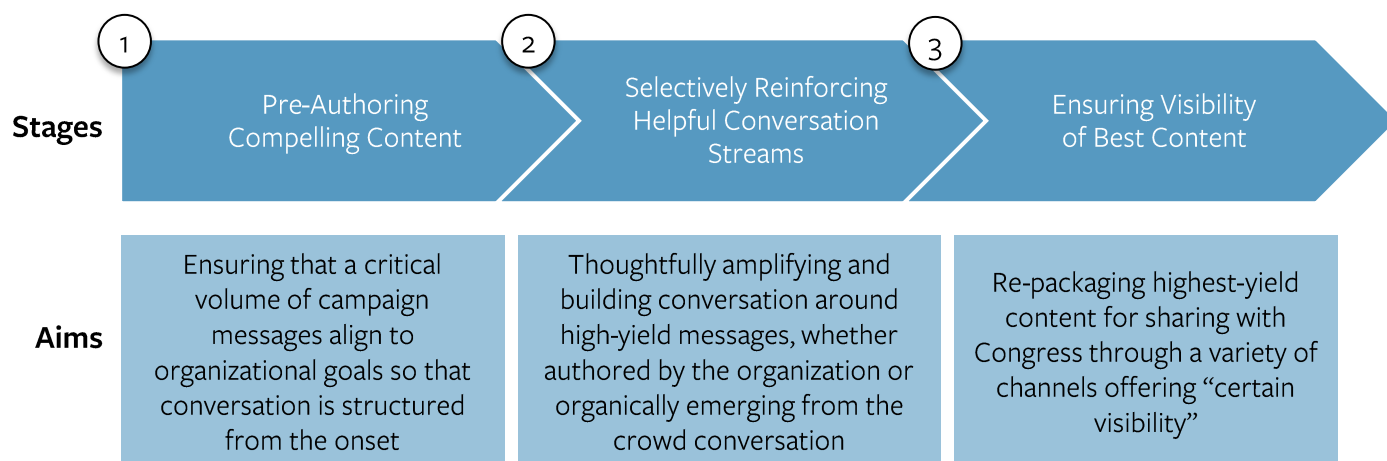 1
2
3
Stages
Pre-Authoring
Compelling Content
Selectively Reinforcing
Helpful Conversation
Streams
Ensuring Visibility
of Best Content
Aims
Ensuring that a critical
volume of campaign
messages align to
organizational goals so that
conversation is structured
from the onset
Thoughtfully amplifying and
building conversation around
high-yield messages, whether
authored by the organization or
organically emerging from the
crowd conversation
Re-packaging highest-yield
content for sharing with
Congress through a variety of
channels offering “certain
visibility”